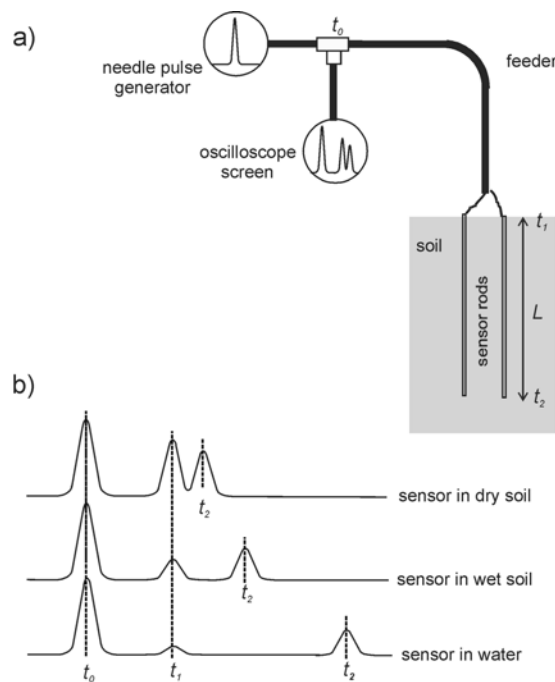 a)
t0
needle pulse
generator
feeder
oscilloscope
screen
soil
t1
sensor rods
L
t2
b)
t2
sensor in dry soil
t2
sensor in wet soil
sensor in water
t0
t1
t2